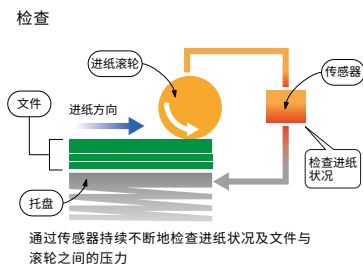 检查
进纸滚轮
传感器
文件
进纸方向
检查进纸
状况
托盘
通过传感器持续不断地检查进纸状况及文件与
滚轮之间的压力